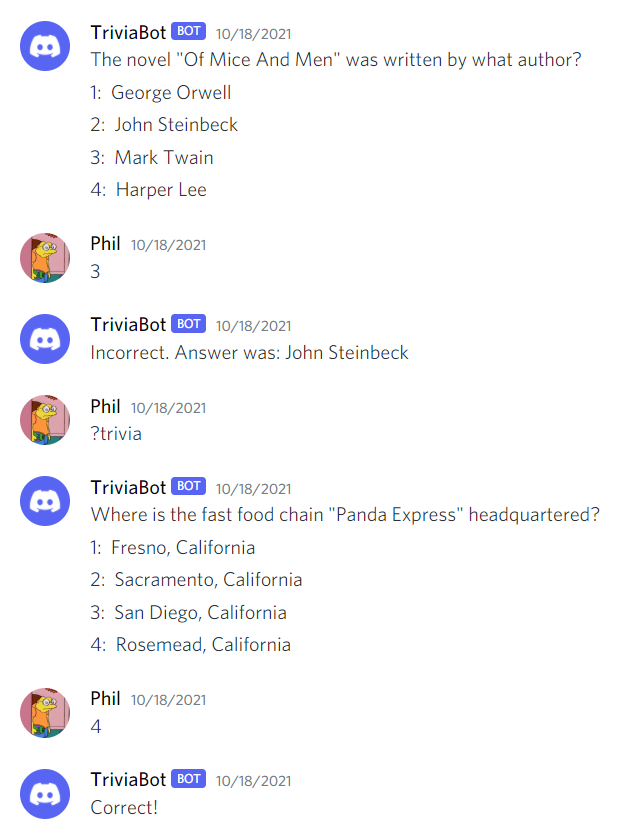 TriviaBot BOT 10/18/2021
The novel "Of Mice And Men" was written by what author?
1: George Orwell
2: John Steinbeck
3: Mark Twain
4: Harper Lee
Phil 10/18/2021
3
TriviaBot BOT 10/18/2021
Incorrect. Answer was: John Steinbeck
Phil 10/18/2021
?trivia
TriviaBot BOT 10/18/2021
Where is the fast food chain "Panda Express" headquartered?
1: Fresno, California
2: Sacramento, California
3: San Diego, California
4: Rosemead, California
Phil 10/18/2021
4
TriviaBot BOT 10/18/2021
Correct!